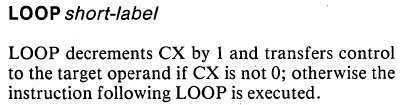 LOOP short-label
LOOP decrements CX by 1 and transfers control
to the target operand if CX is not 0; otherwise the
instruction following LOOP is executed.